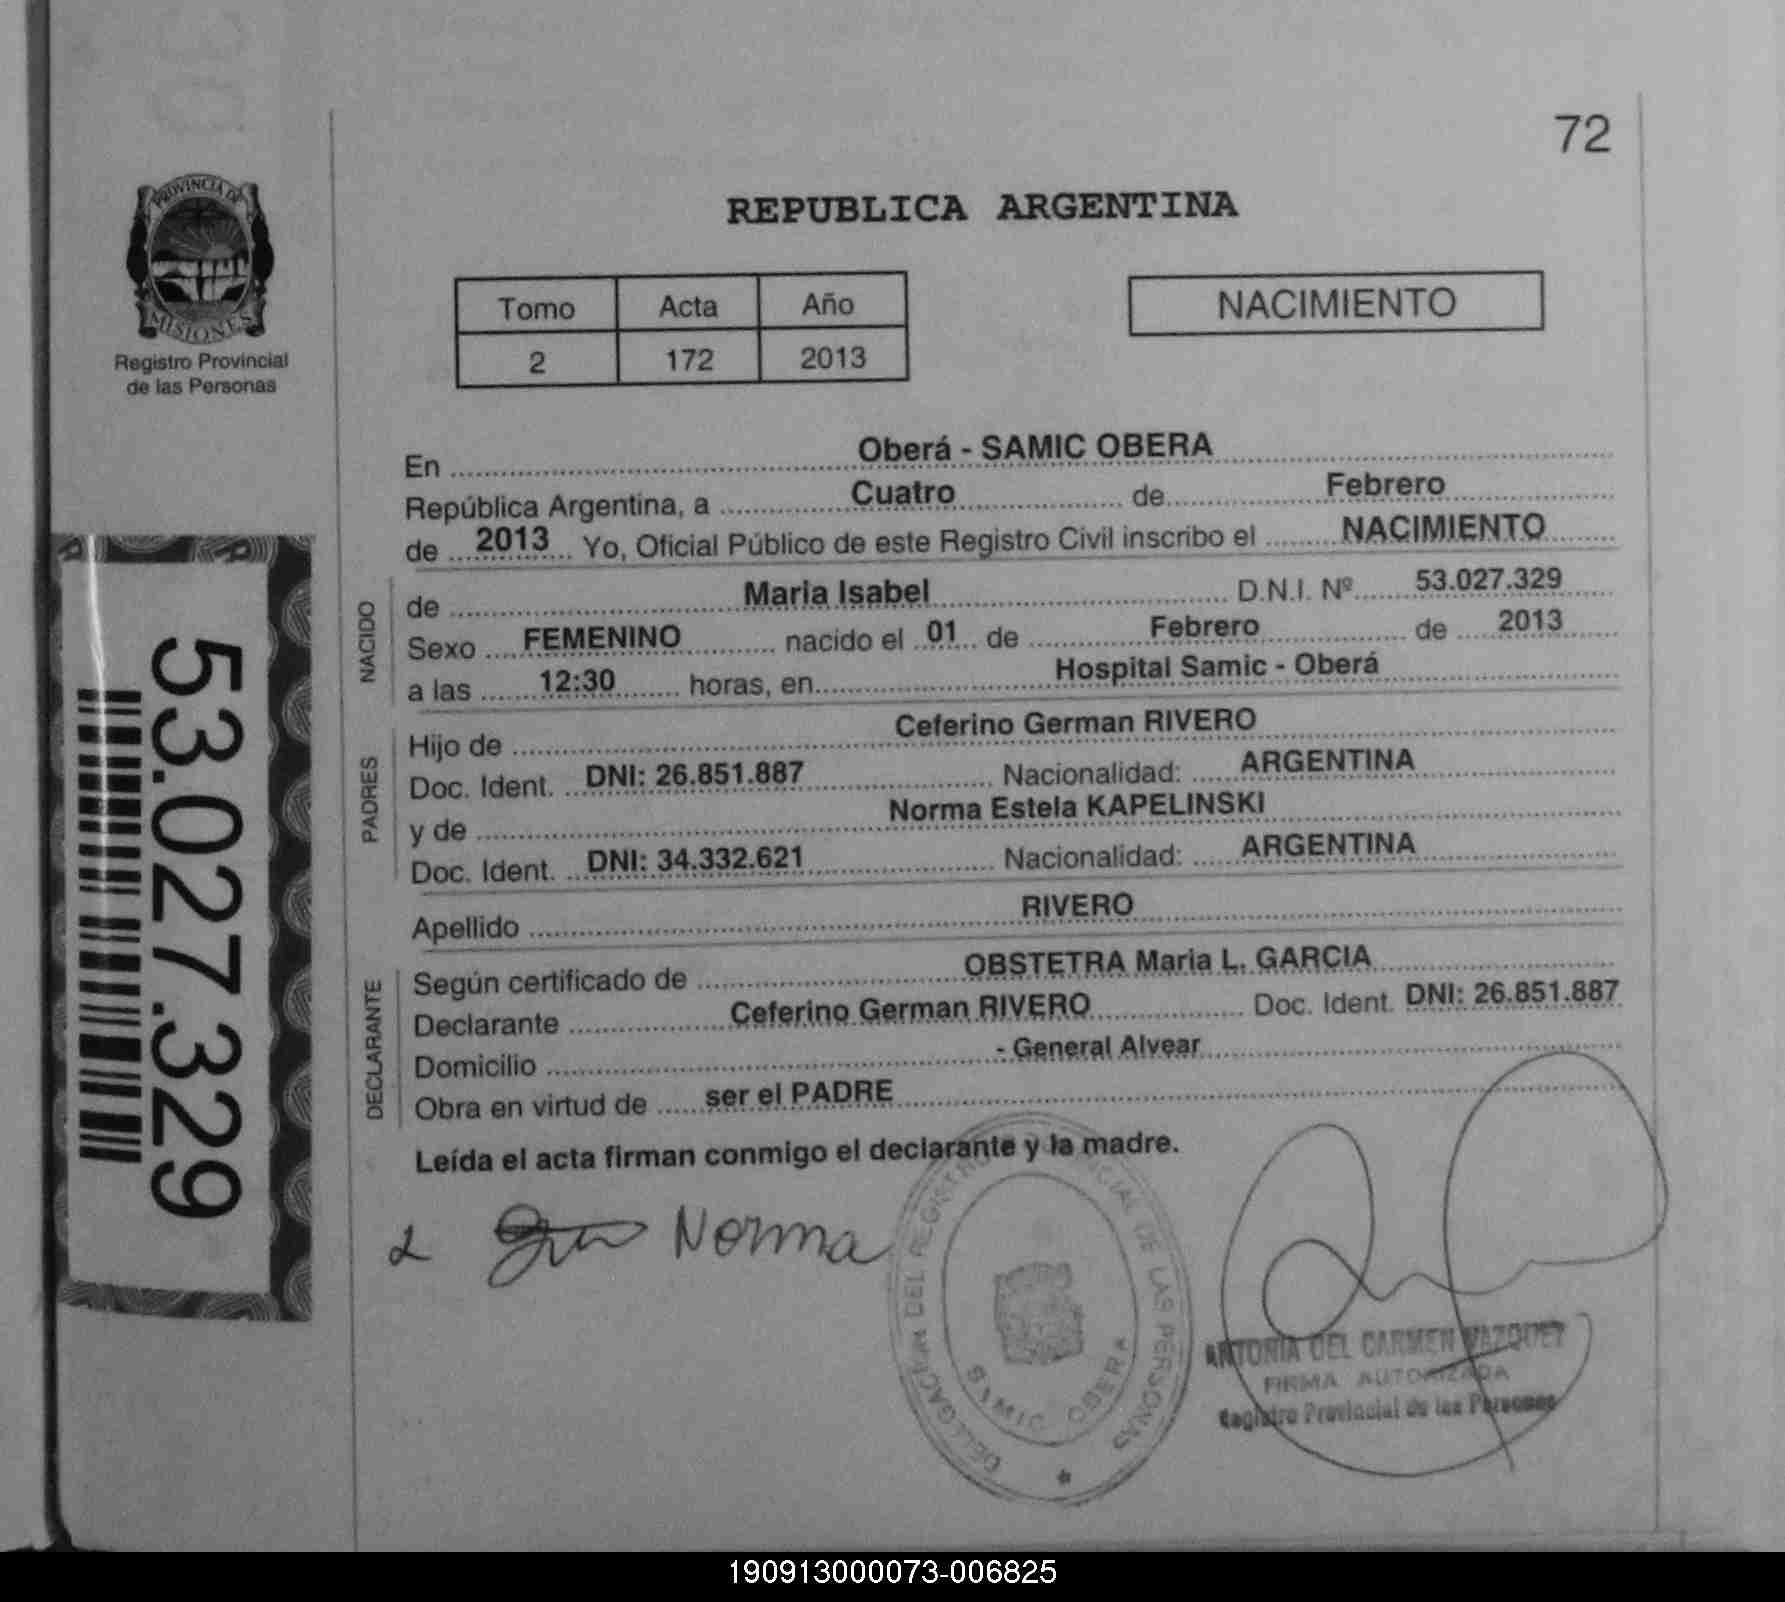 72
PROVINCIA DE
MISIONES
Registro Provincial
de las Personas
REPUBLICA ARGENTINA
Tomo Acta Año
2 172 2013
NACIMIENTO
En Oberá - SAMIC OBERA
República Argentina, a Cuatro de Febrero
de 2013 Yo, Oficial Público de este Registro Civil inscribo el NACIMIENTO
NACIDO
de Maria Isabel D.N.I. Nº 53.027.329
Sexo FEMENINO nacido el 01 de Febrero de 2013
a las 12:30 horas, en Hospital Samic - Oberá
PADRES
Hijo de Ceferino German RIVERO
Doc. Ident. DNI: 26.851.887 Nacionalidad: ARGENTINA
y de Norma Estela KAPELINSKI
Doc. Ident. DNI: 34.332.621 Nacionalidad: ARGENTINA
Apellido RIVERO
DECLARANTE
Según certificado de OBSTETRA Maria L. GARCIA
Declarante Ceferino German RIVERO Doc. Ident. DNI: 26.851.887
Domicilio - General Alvear
Obra en virtud de ser el PADRE
Leída el acta firman conmigo el declarante y la madre.
53.027.329
Norma
DEL REGISTRO DE LAS PERSONAS
SAMIC OBERA
ANTONIA DEL CARMEN VAZQUEZ
FIRMA AUTORIZADA
Registro Provincial de las Personas
190913000073-006825